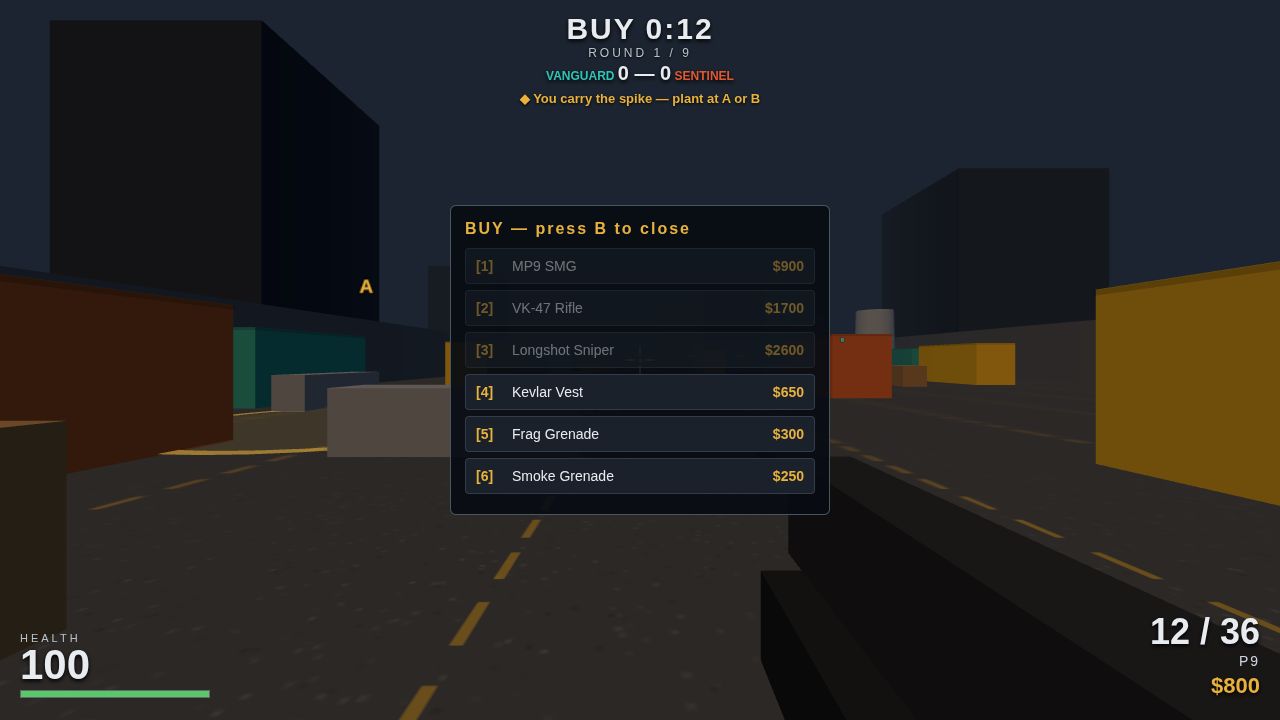 BUY 0:12
ROUND 1 / 9
VANGUARD 0 — 0 SENTINEL
◆ You carry the spike — plant at A or B
A
BUY — press B to close
[1] MP9 SMG $900
[2] VK-47 Rifle $1700
[3] Longshot Sniper $2600
[4] Kevlar Vest $650
[5] Frag Grenade $300
[6] Smoke Grenade $250
HEALTH
100
12 / 36
P9
$800